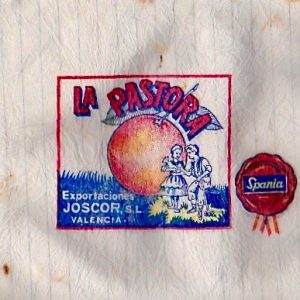 LA PASTORA
Exportaciones
JOSCOR, S.L
VALENCIA.
Spania